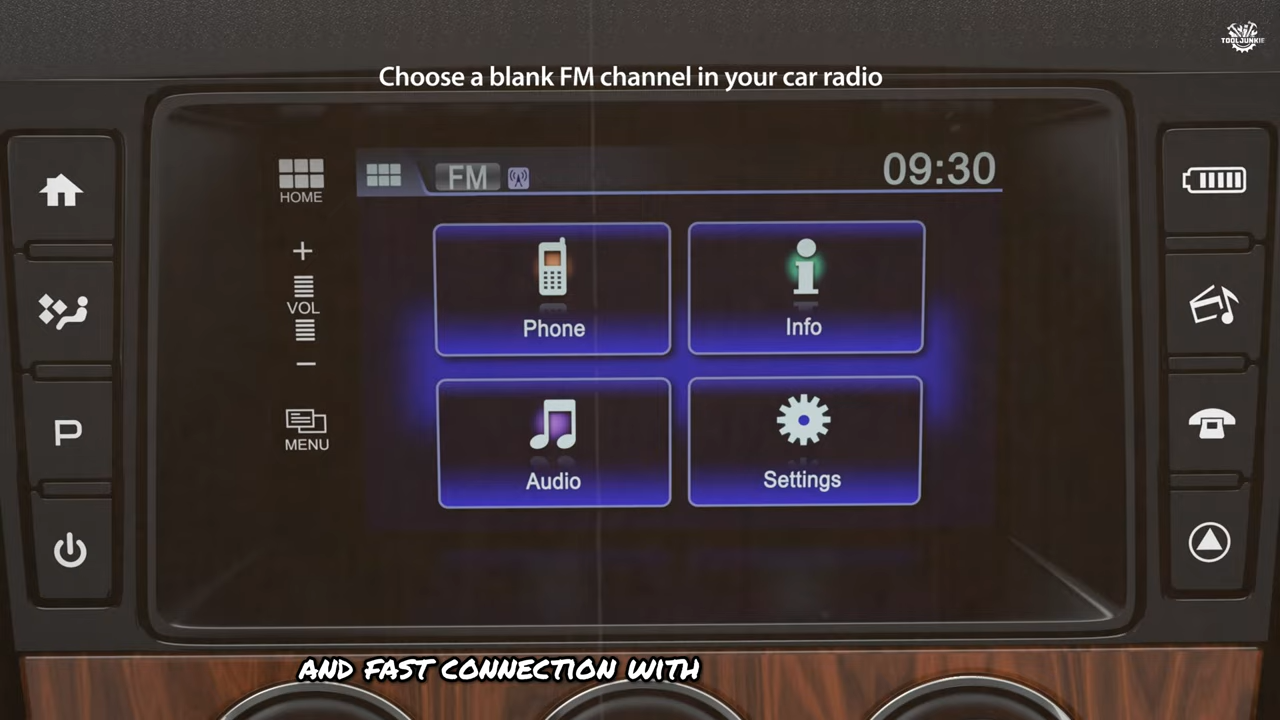 TOOLJUNKIE
Choose a blank FM channel in your car radio
HOME
FM
09:30
VOL
MENU
Phone
Info
Audio
Settings
P
AND FAST CONNECTION WITH